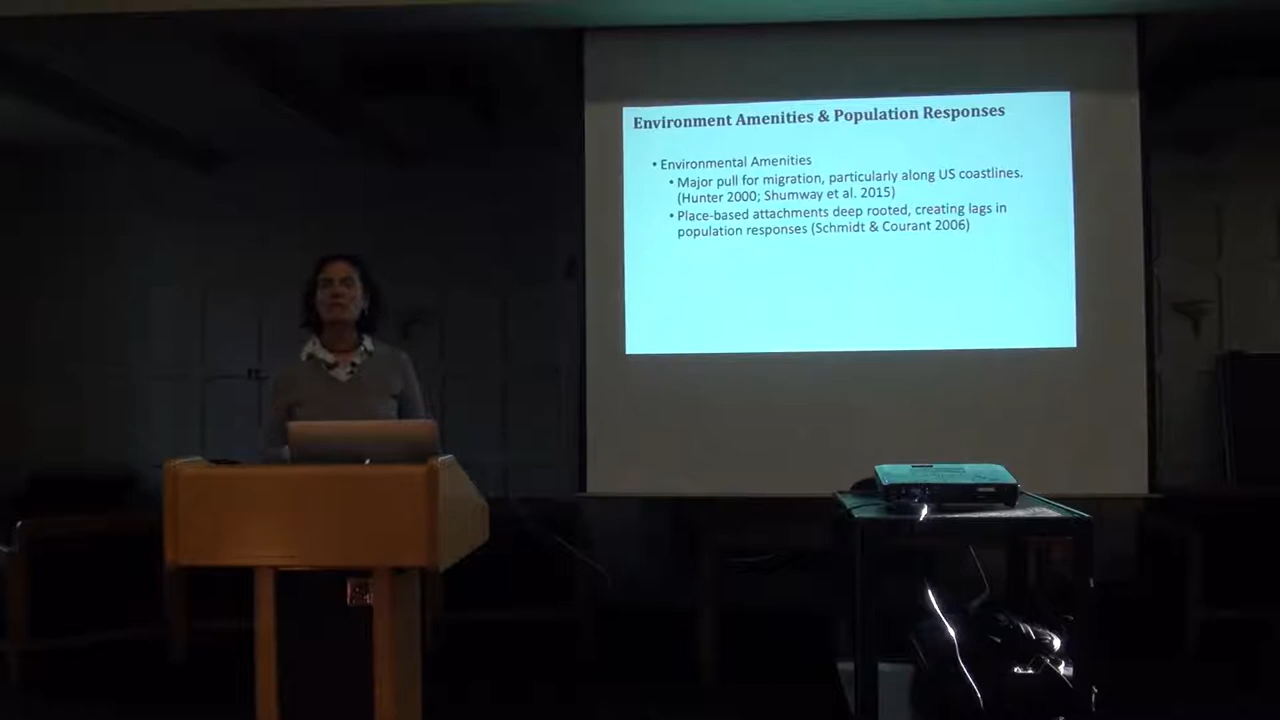 Environment Amenities & Population Responses
• Environmental Amenities
• Major pull for migration, particularly along US coastlines.
(Hunter 2000; Shumway et al. 2015)
• Place-based attachments deep rooted, creating lags in
population responses (Schmidt & Courant 2006)